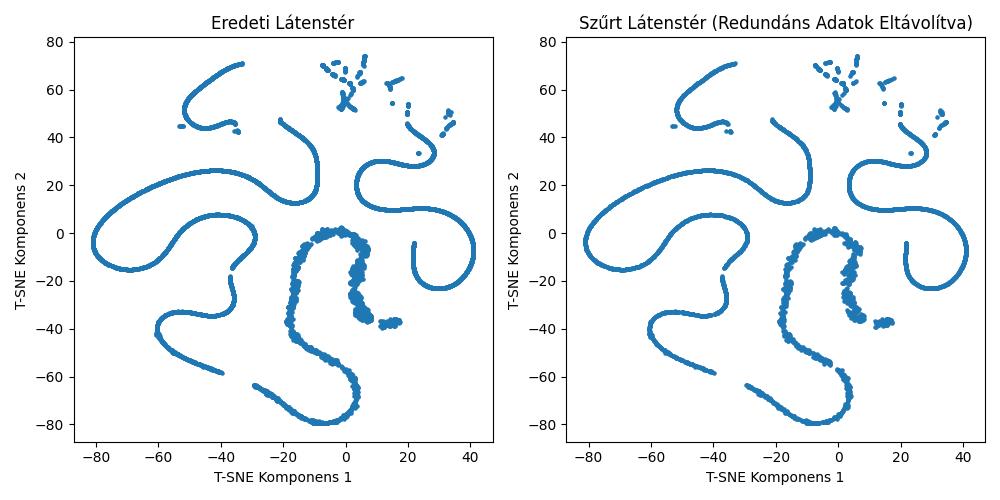 Eredeti Látenstér
80
60
40
20
0
−20
−40
−60
−80
T-SNE Komponens 2
−80 −60 −40 −20 0 20 40
T-SNE Komponens 1
Szűrt Látenstér (Redundáns Adatok Eltávolítva)
80
60
40
20
0
−20
−40
−60
−80
T-SNE Komponens 2
−80 −60 −40 −20 0 20 40
T-SNE Komponens 1